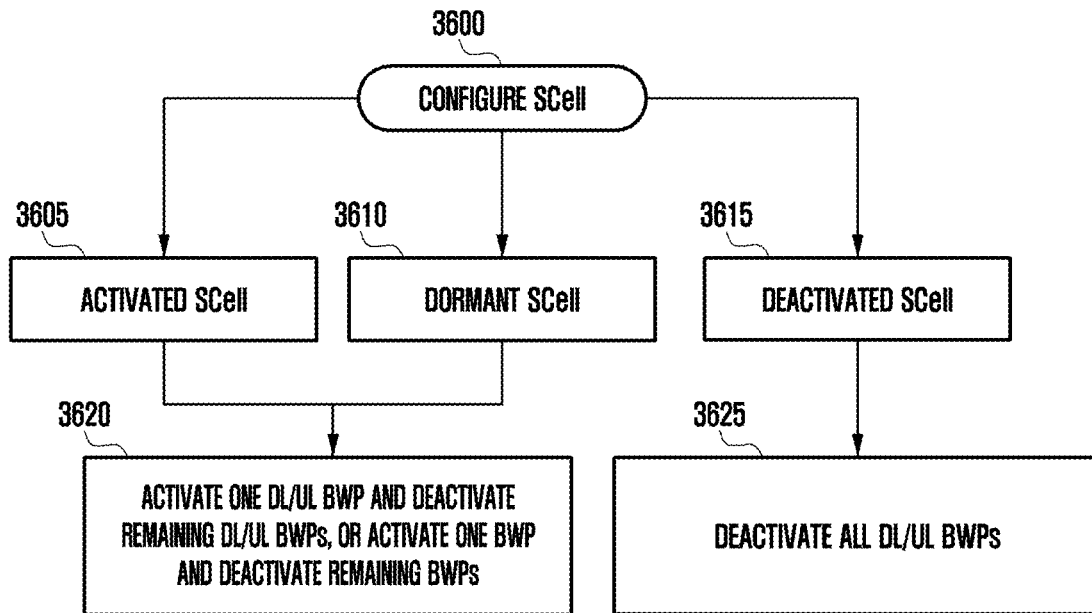 3600
CONFIGURE SCell
3605
3610
3615
ACTIVATED SCell
DORMANT SCell
DEACTIVATED SCell
3620
3625
ACTIVATE ONE DL/UL BWP AND DEACTIVATE
REMAINING DL/UL BWPs, OR ACTIVATE ONE BWP
AND DEACTIVATE REMAINING BWPs
DEACTIVATE ALL DL/UL BWPs